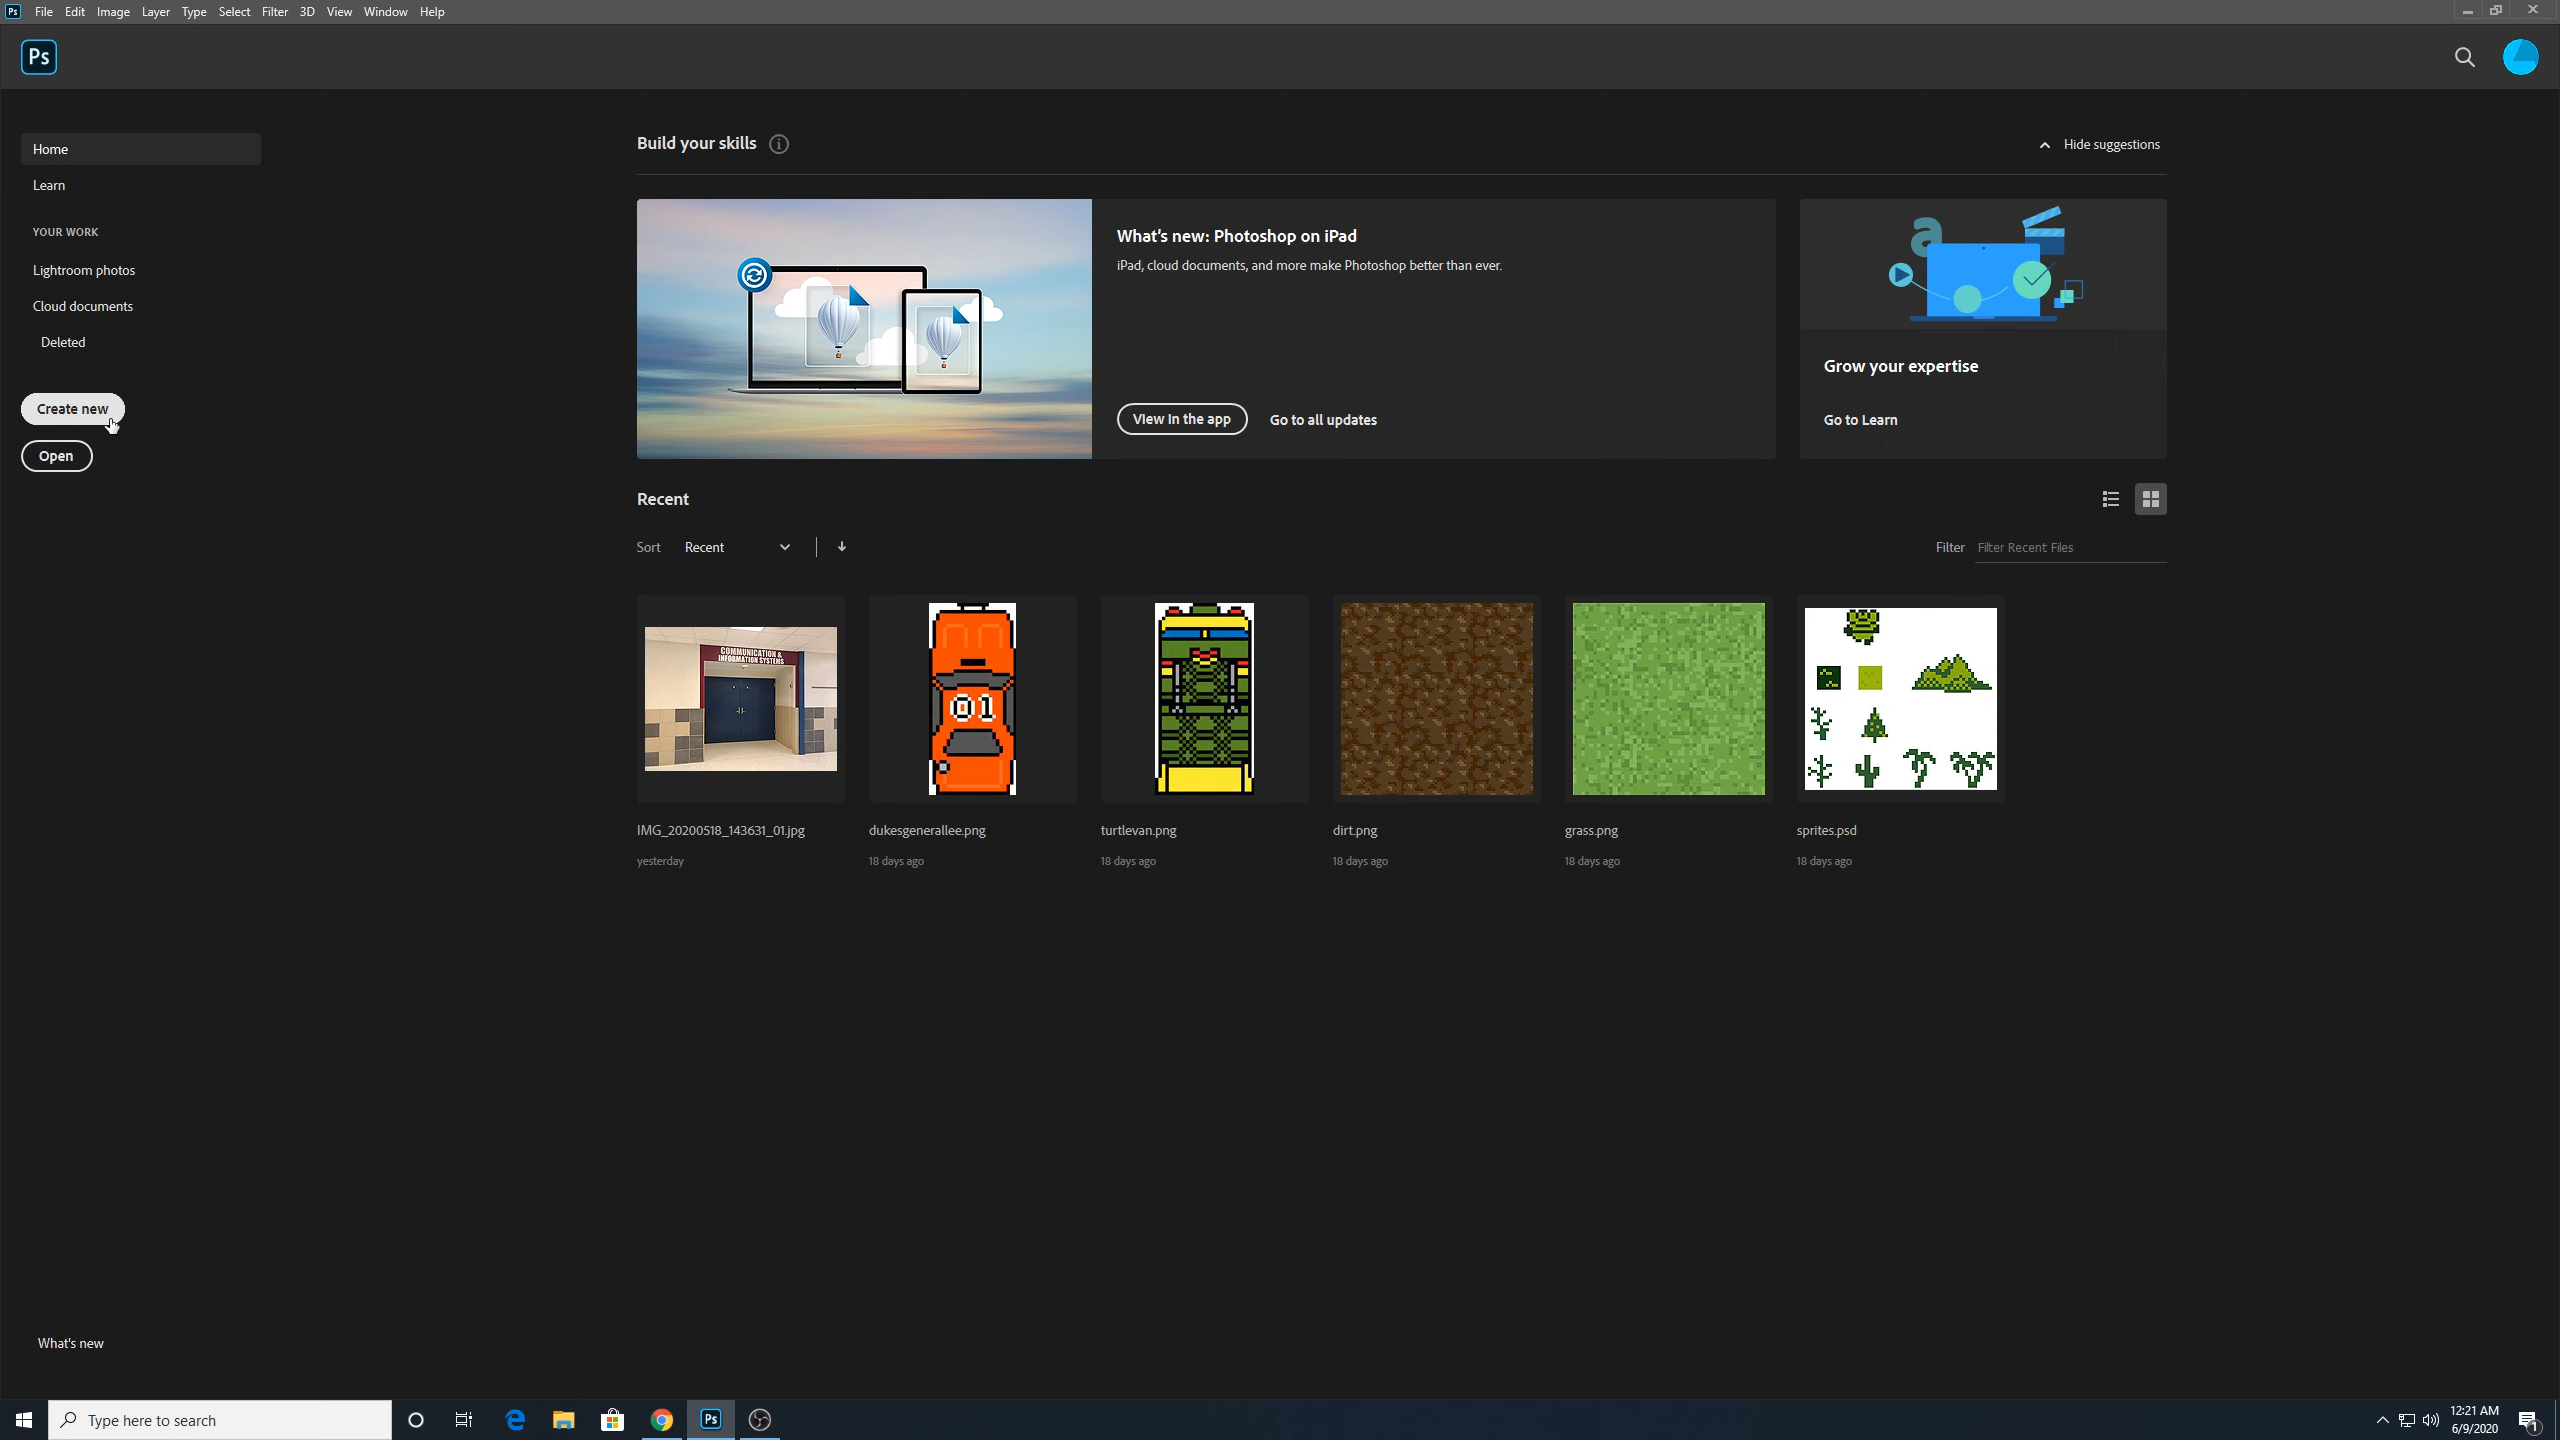 Ps File Edit Image Layer Type Select Filter 3D View Window Help
Ps
Home
Learn
YOUR WORK
Lightroom photos
Cloud documents
Deleted
Create new
Open
What's new
Build your skills
Hide suggestions
What's new: Photoshop on iPad
iPad, cloud documents, and more make Photoshop better than ever.
View in the app Go to all updates
a
Grow your expertise
Go to Learn
Recent
Sort Recent
Filter Filter Recent Files
COMMUNICATION &
INFORMATION SYSTEMS
01
IMG_20200518_143631_01.jpg
yesterday
dukesgenerallee.png
18 days ago
turtlevan.png
18 days ago
dirt.png
18 days ago
grass.png
18 days ago
sprites.psd
18 days ago
Type here to search
Ps
12:21 AM
6/9/2020
1